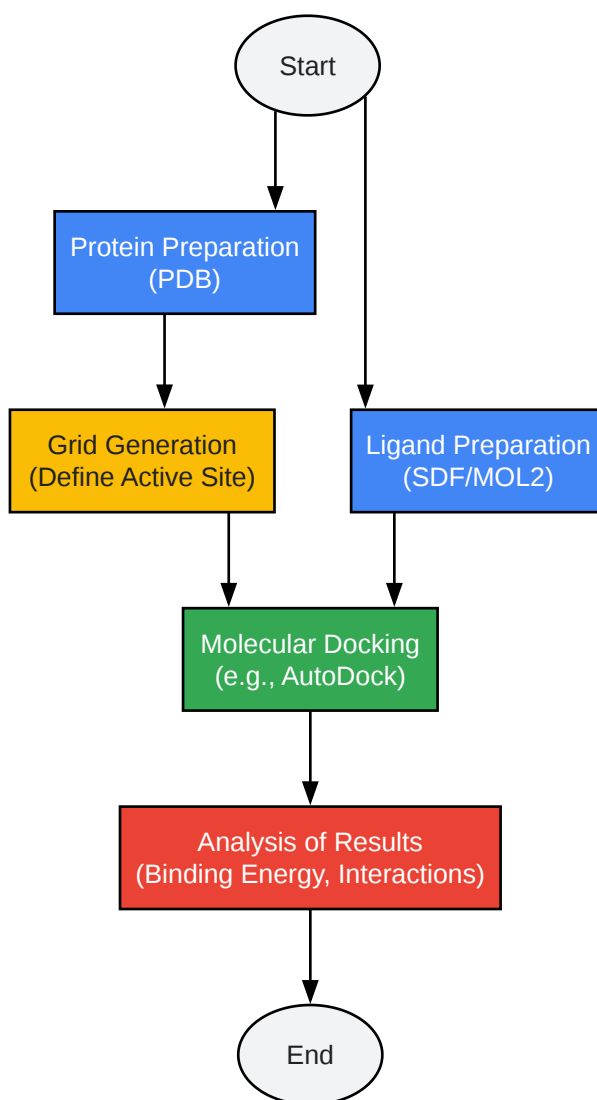 Start
Protein Preparation
(PDB)
Grid Generation
(Define Active Site)
Ligand Preparation
(SDF/MOL2)
Molecular Docking
(e.g., AutoDock)
Analysis of Results
(Binding Energy, Interactions)
End